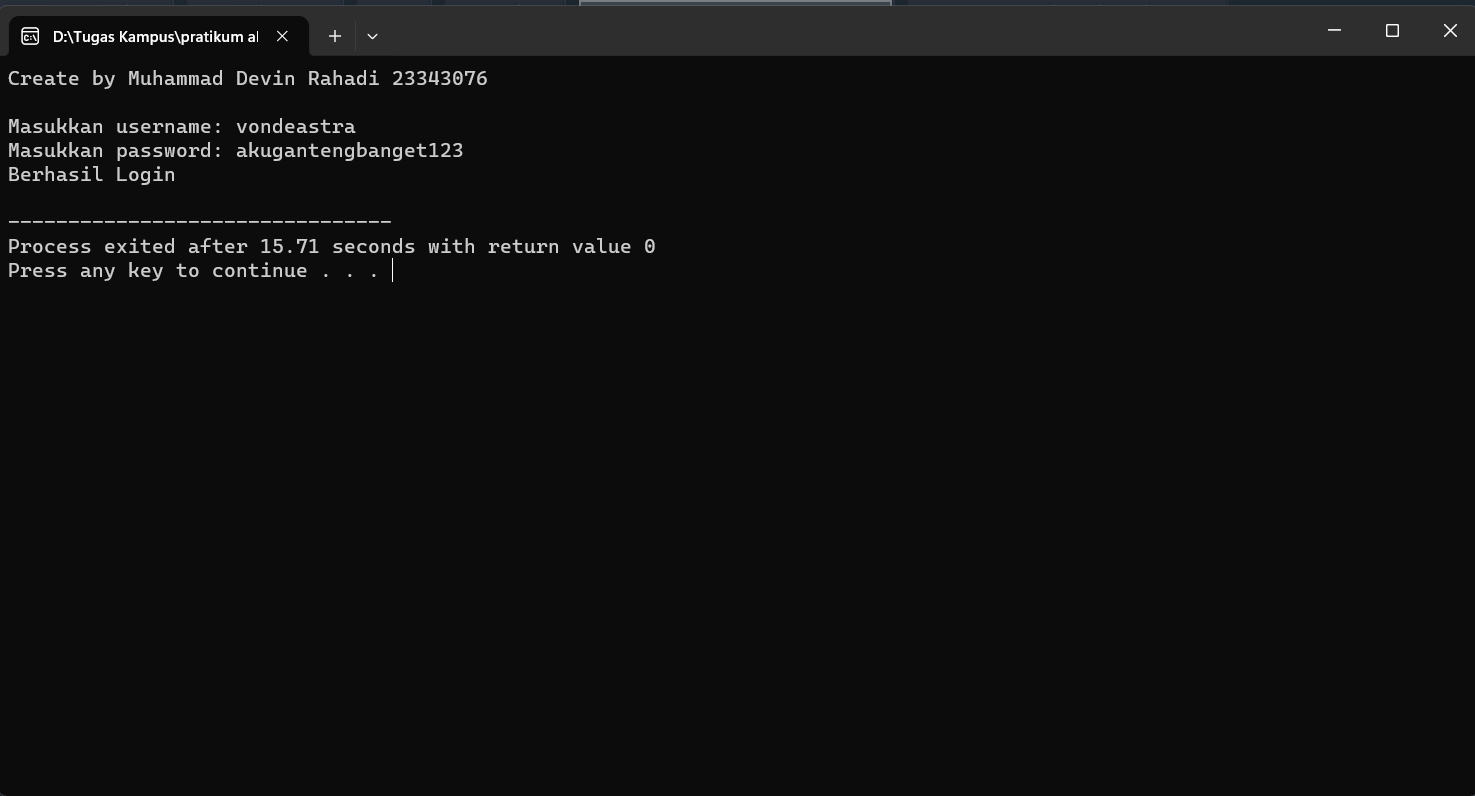 D:\Tugas Kampus\pratikum al
Create by Muhammad Devin Rahadi 23343076
Masukkan username: vondeastra
Masukkan password: akugantengbanget123
Berhasil Login
--------------------------------
Process exited after 15.71 seconds with return value 0
Press any key to continue . . .